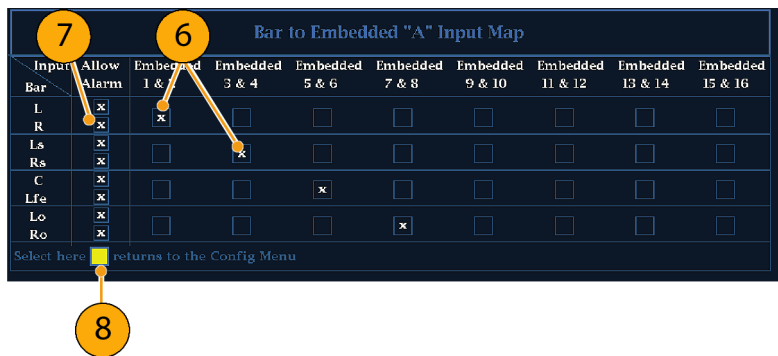 7
6
Bar to Embedded "A" Input Map
Input Allow Embedded Embedded Embedded Embedded Embedded Embedded Embedded Embedded
Bar Alarm 1 & 2 3 & 4 5 & 6 7 & 8 9 & 10 11 & 12 13 & 14 15 & 16
L x
R x x
Ls x
Rs x x
C x
Lfe x x
Lo x
Ro x x
Select here returns to the Config Menu
8